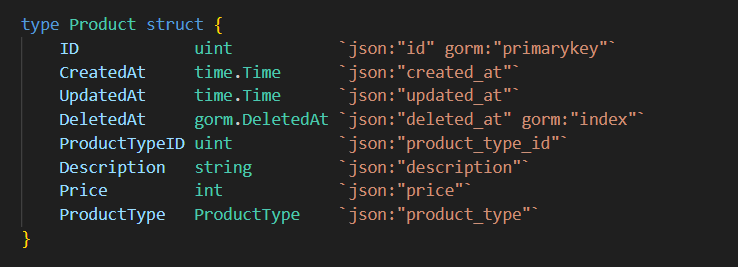 type Product struct {
    ID            uint           `json:"id" gorm:"primarykey"`
    CreatedAt     time.Time      `json:"created_at"`
    UpdatedAt     time.Time      `json:"updated_at"`
    DeletedAt     gorm.DeletedAt `json:"deleted_at" gorm:"index"`
    ProductTypeID uint           `json:"product_type_id"`
    Description   string         `json:"description"`
    Price         int            `json:"price"`
    ProductType   ProductType    `json:"product_type"`
}